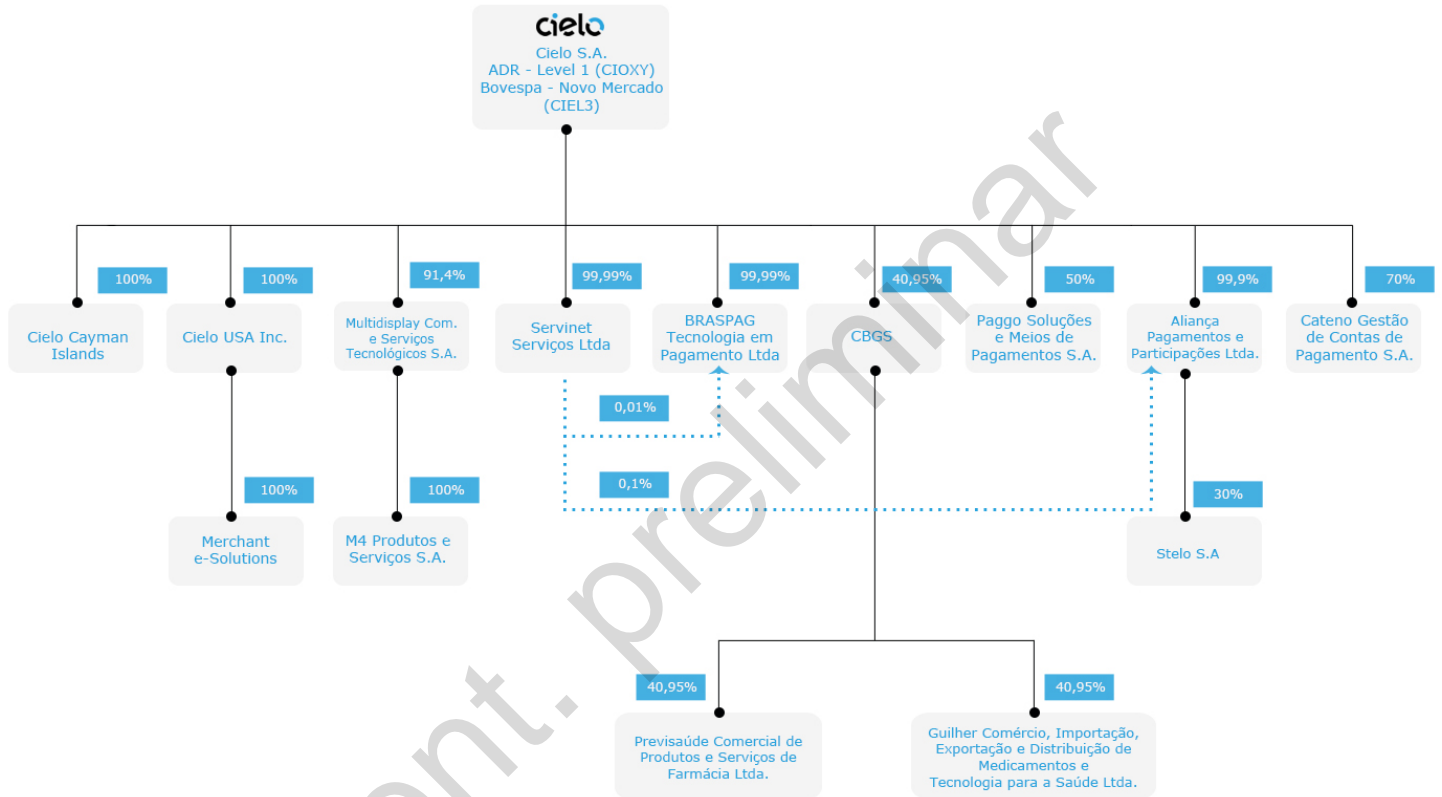 cielo
Cielo S.A.
ADR - Level 1 (CIOXY)
Bovespa - Novo Mercado
(CIEL3)
100%
100%
91,4%
99,99%
99,99%
40,95%
50%
99,9%
70%
Cielo Cayman
Islands
Cielo USA Inc.
Multidisplay Com.
e Serviços
Tecnológicos S.A.
Servinet
Serviços Ltda
BRASPAG
Tecnologia em
Pagamento Ltda
CBGS
Paggo Soluções
e Meios de
Pagamentos S.A.
Aliança
Pagamentos e
Participações Ltda.
Cateno Gestão
de Contas de
Pagamento S.A.
0,01%
0,1%
100%
100%
30%
Merchant
e-Solutions
M4 Produtos e
Serviços S.A.
Stelo S.A
40,95%
40,95%
Previsaúde Comercial de
Produtos e Serviços de
Farmácia Ltda.
Guilher Comércio, Importação,
Exportação e Distribuição de
Medicamentos e
Tecnologia para a Saúde Ltda.
ent. preliminar